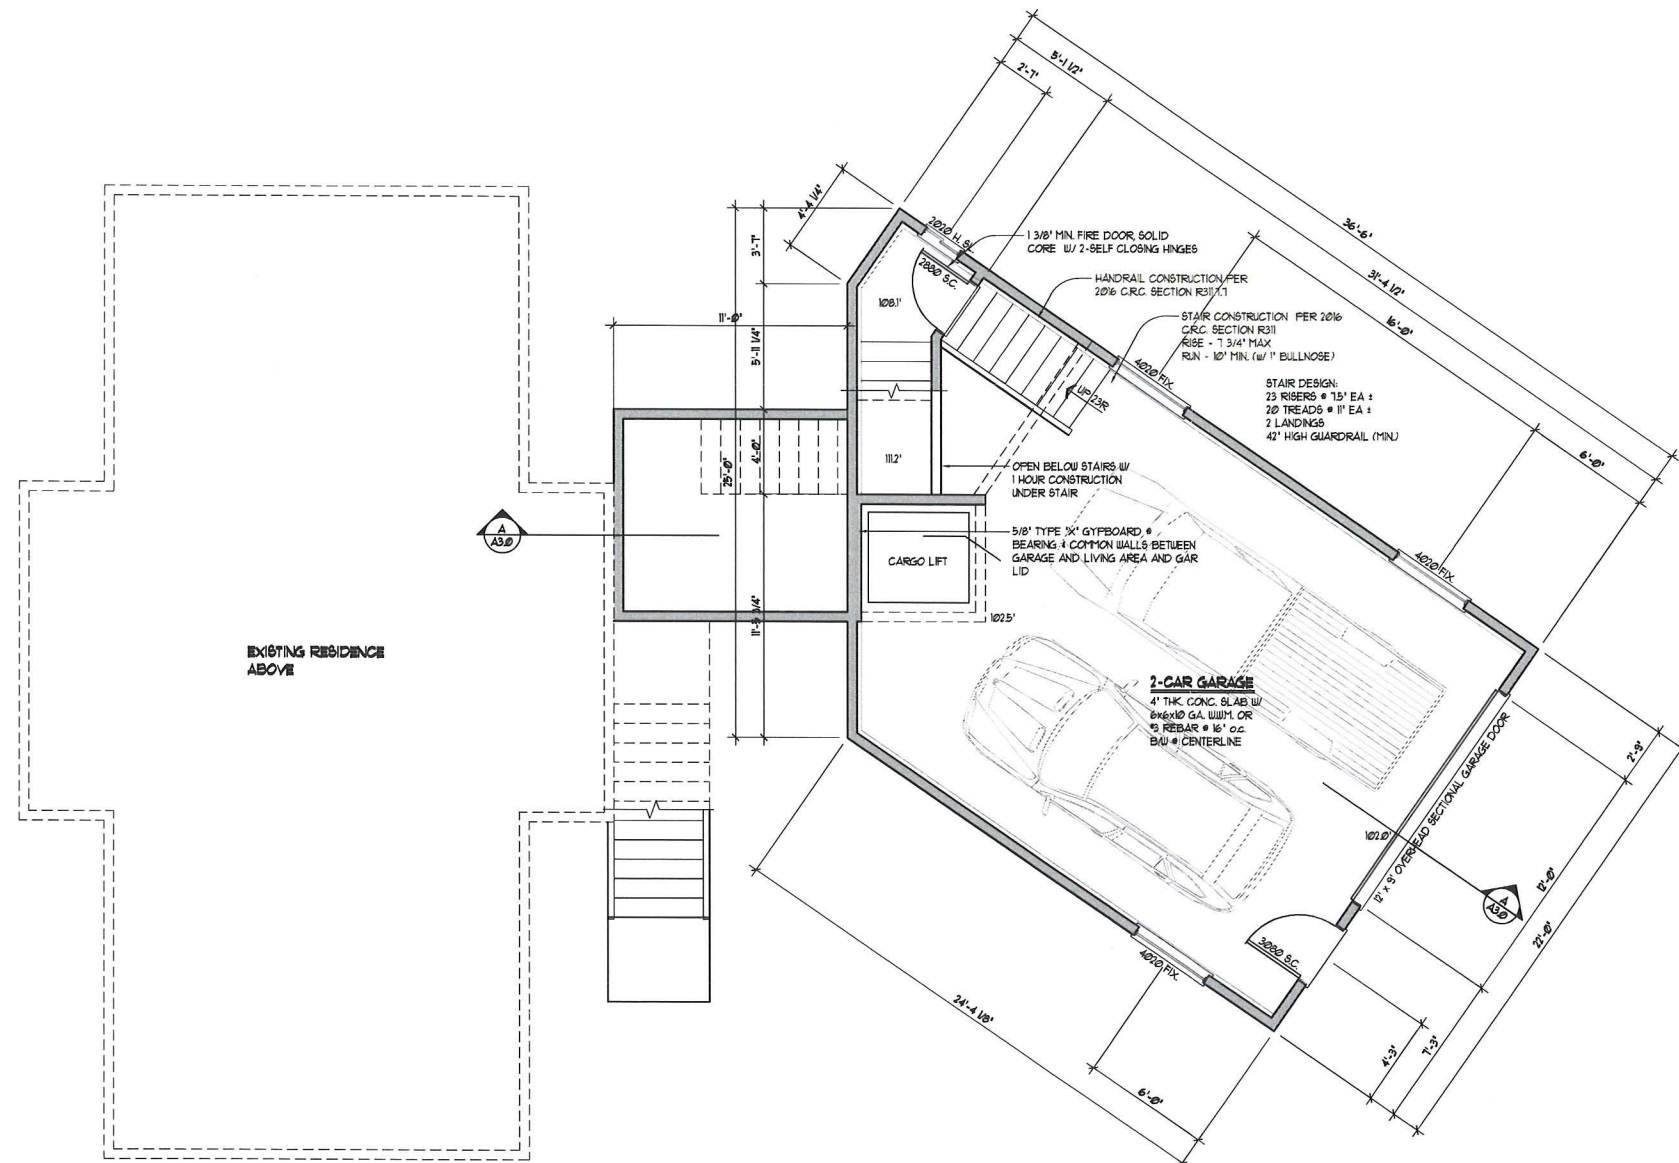 5'-1 1/2"
2'-7"
36'-6"
31'-4 1/2"
16'-0"
6'-0"
4'-4 1/4"
3'-7"
11'-0"
5'-11 1/4"
4'-0"
25'-0"
11'-5 3/4"
2020 H. SL.
2880 S.C.
1 3/8" MIN. FIRE DOOR, SOLID
CORE W/ 2-SELF CLOSING HINGES
HANDRAIL CONSTRUCTION PER
2016 C.R.C. SECTION R311.7.7
STAIR CONSTRUCTION PER 2016
C.R.C. SECTION R311
RISE - 7 3/4" MAX
RUN - 10" MIN. (w/ 1" BULLNOSE)
STAIR DESIGN:
23 RISERS @ 7.5" EA ±
20 TREADS @ 11" EA ±
2 LANDINGS
42" HIGH GUARDRAIL (MIN.)
108.1'
4020 FIX.
UP 23R
111.2'
OPEN BELOW STAIRS W/
1 HOUR CONSTRUCTION
UNDER STAIR
A
A3.0
5/8" TYPE 'X' GYPBOARD @
BEARING & COMMON WALLS BETWEEN
GARAGE AND LIVING AREA AND GAR
LID
CARGO LIFT
4020 FIX.
102.5'
EXISTING RESIDENCE
ABOVE
2-CAR GARAGE
4" THK. CONC. SLAB W/
6x6x10 GA. W.W.M. OR
#3 REBAR @ 16" o.c.
B/W @ CENTERLINE
12' x 9' OVERHEAD SECTIONAL GARAGE DOOR
102.0'
2'-9"
12'-0"
22'-0"
A
A3.0
3080 S.C.
4020 FIX.
24'-4 1/8"
6'-0"
4'-3"
7'-3"